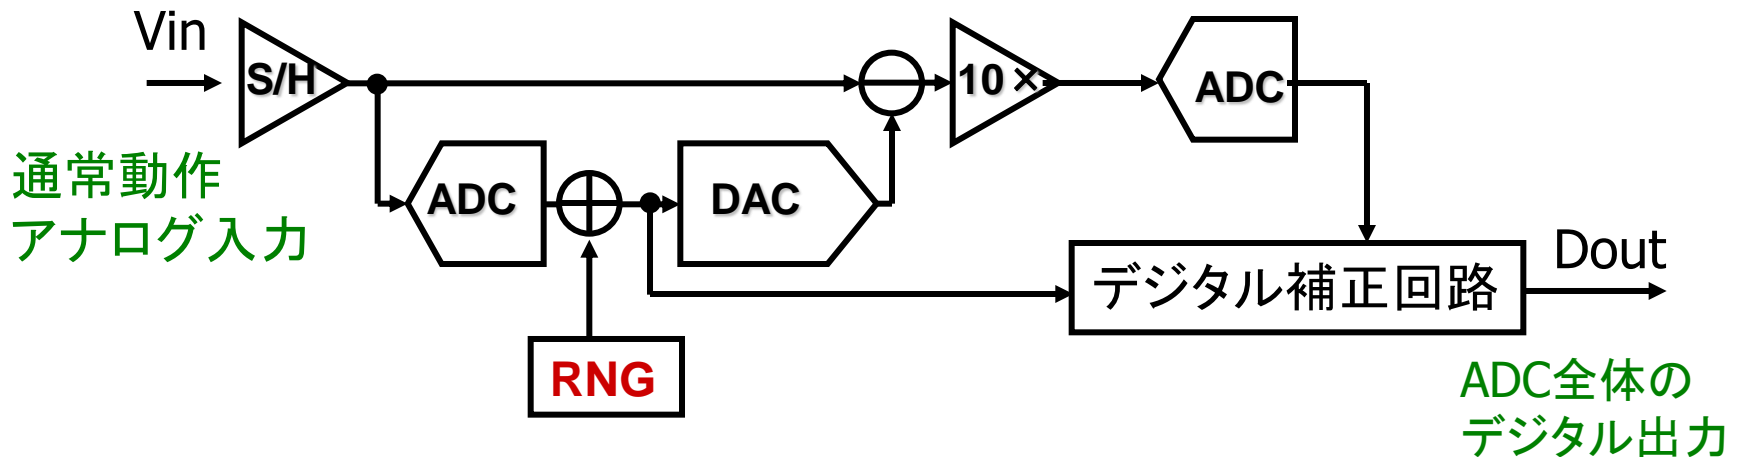 Vin
S/H
10 ×
ADC
通常動作
アナログ入力
ADC
DAC
RNG
デジタル補正回路
Dout
ADC全体の
デジタル出力